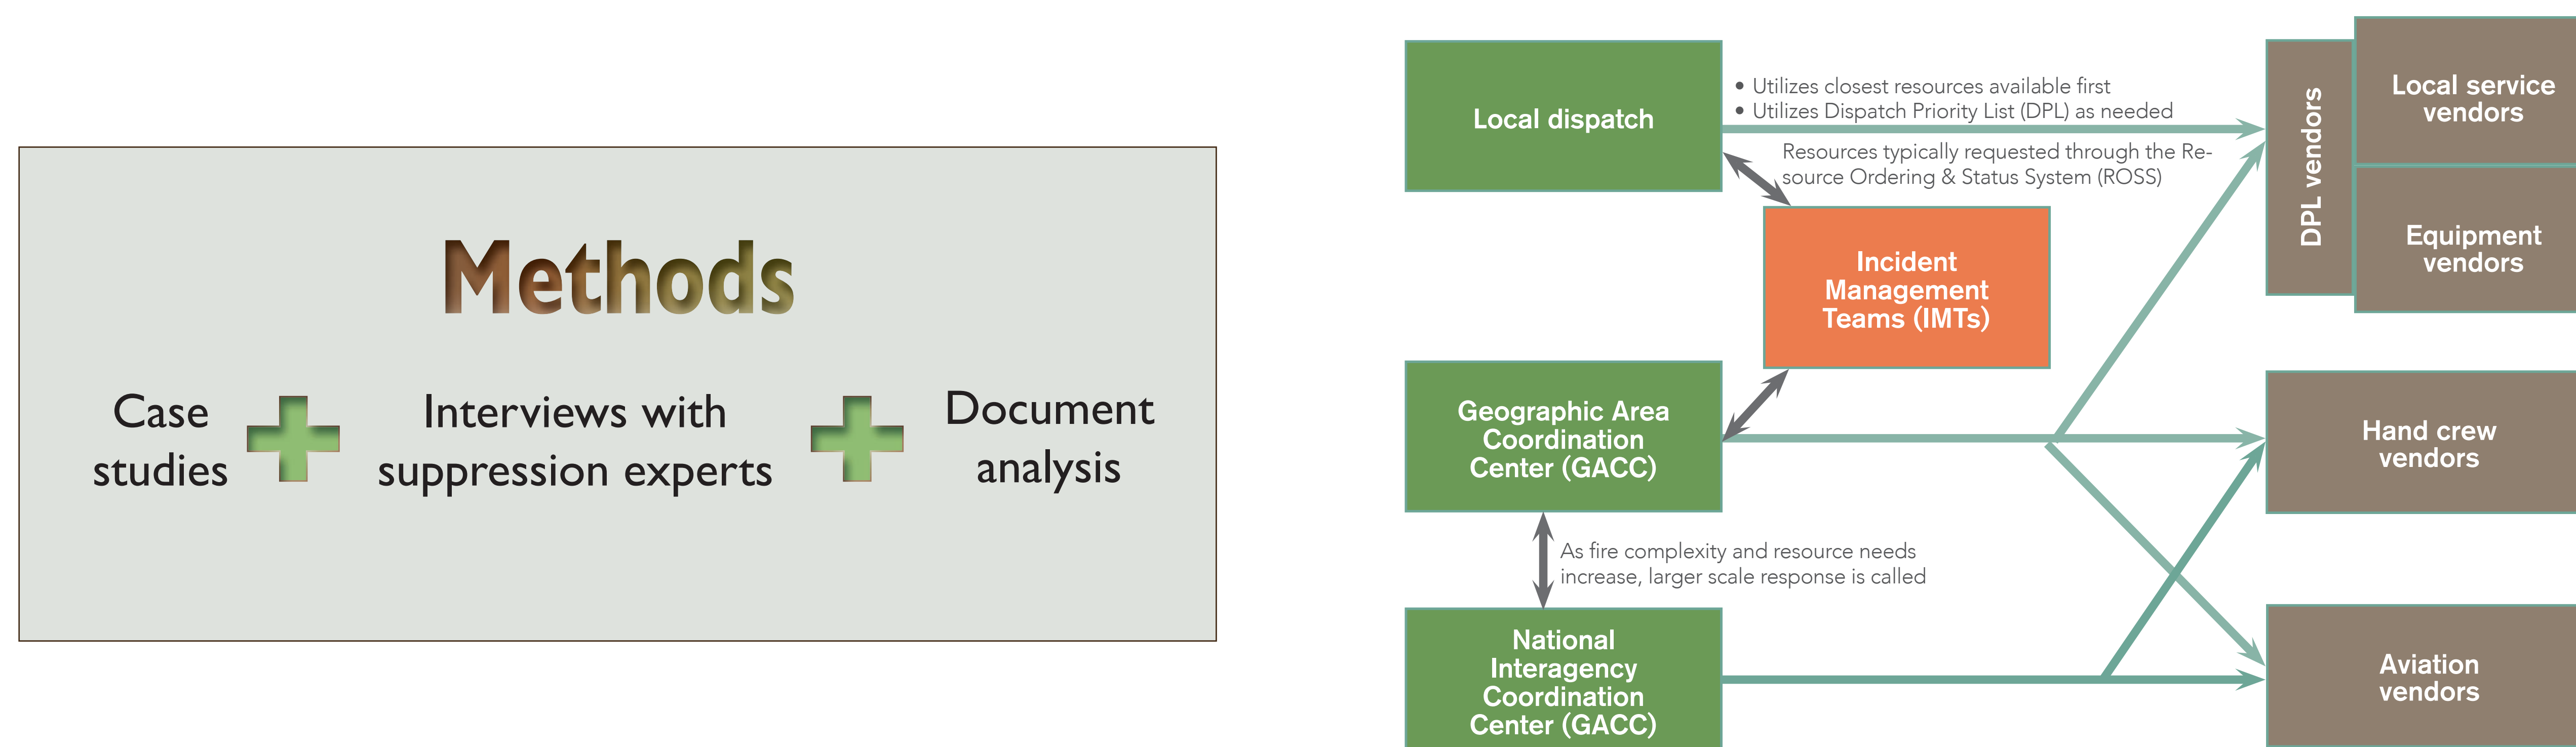 Methods
Case
studies
Interviews with
suppression experts
Document
analysis
Local dispatch
• Utilizes closest resources available first
• Utilizes Dispatch Priority List (DPL) as needed
Resources typically requested through the Re-
source Ordering & Status System (ROSS)
Incident
Management
Teams (IMTs)
Geographic Area
Coordination
Center (GACC)
As fire complexity and resource needs
increase, larger scale response is called
National
Interagency
Coordination
Center (GACC)
DPL vendors
Local service
vendors
Equipment
vendors
Hand crew
vendors
Aviation
vendors